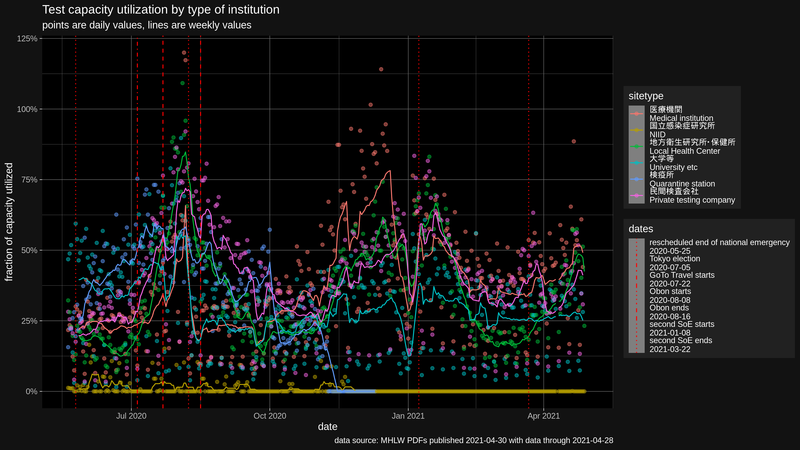 Test capacity utilization by type of institution
points are daily values, lines are weekly values
125%
100%
75%
50%
25%
0%
fraction of capacity utilized
Jul 2020
Oct 2020
Jan 2021
Apr 2021
date
data source: MHLW PDFs published 2021-04-30 with data through 2021-04-28
sitetype
医療機関
Medical institution
国立感染症研究所
NIID
地方衛生研究所・保健所
Local Health Center
大学等
University etc
検疫所
Quarantine station
民間検査会社
Private testing company
dates
rescheduled end of national emergency
2020-05-25
Tokyo election
2020-07-05
GoTo Travel starts
2020-07-22
Obon starts
2020-08-08
Obon ends
2020-08-16
second SoE starts
2021-01-08
second SoE ends
2021-03-22